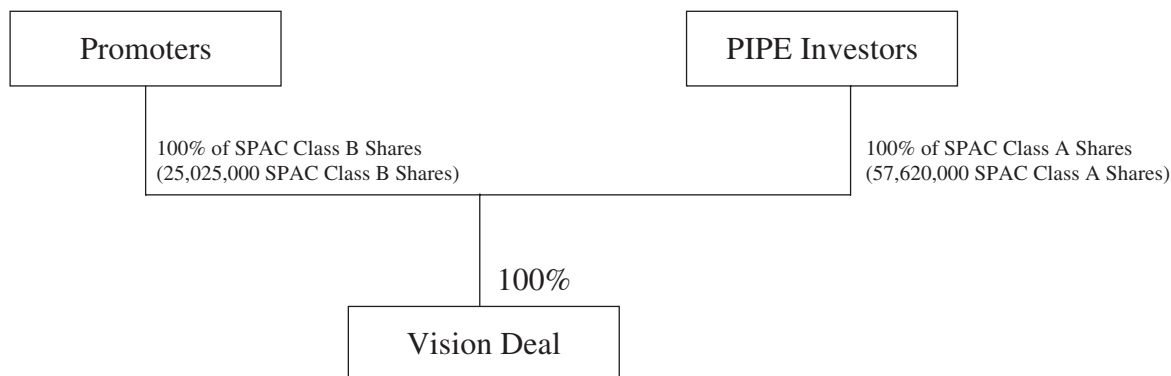 Promoters
PIPE Investors
100% of SPAC Class B Shares
(25,025,000 SPAC Class B Shares)
100% of SPAC Class A Shares
(57,620,000 SPAC Class A Shares)
100%
Vision Deal